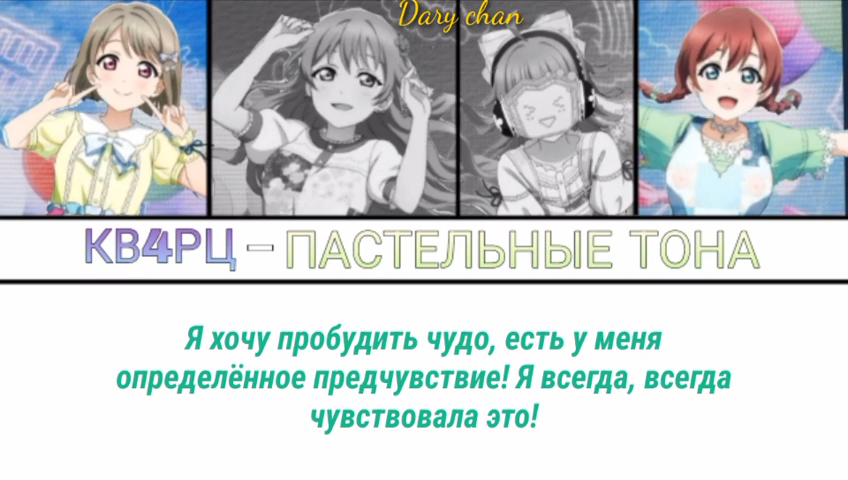 Dary chan
КВ4РЦ – ПАСТЕЛЬНЫЕ ТОНА
Я хочу пробудить чудо, есть у меня
определённое предчувствие! Я всегда, всегда
чувствовала это!